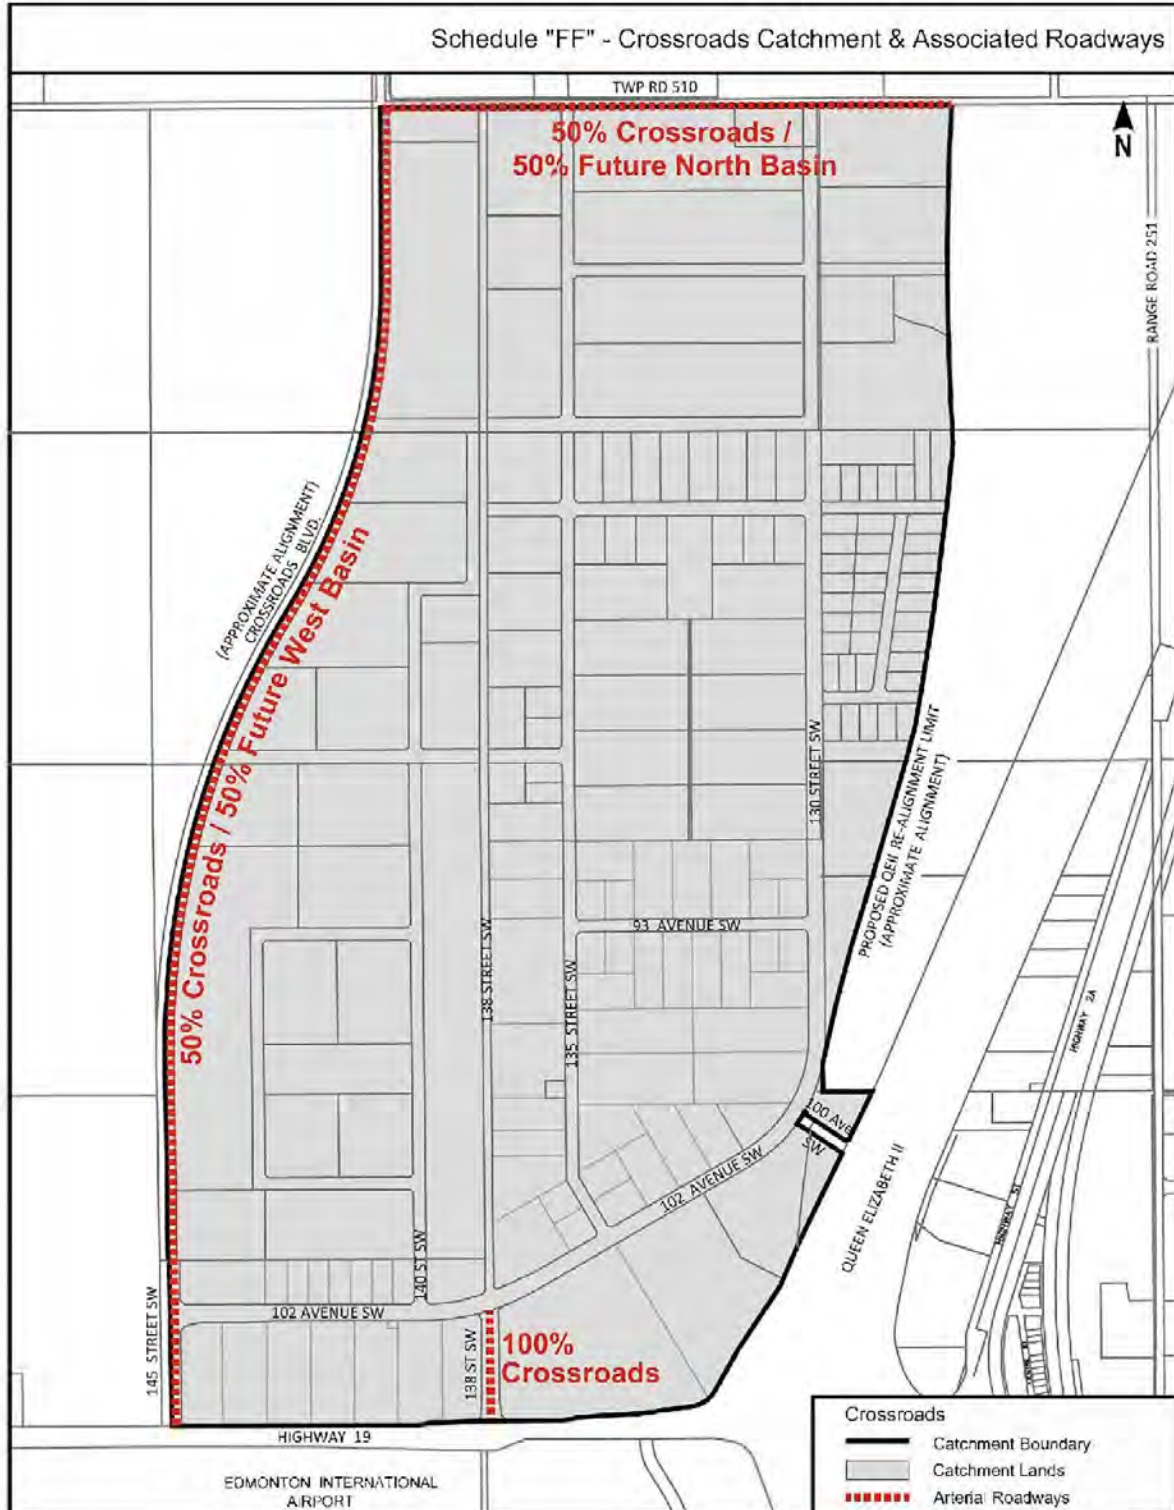 Schedule "FF" - Crossroads Catchment & Associated Roadways
TWP RD 510
50% Crossroads /
50% Future North Basin
N
RANGE ROAD 251
(APPROXIMATE ALIGNMENT)
CROSSROADS BLVD.
50% Crossroads / 50% Future West Basin
130 STREET SW
PROPOSED QEII RE-ALIGNMENT LIMIT
(APPROXIMATE ALIGNMENT)
93 AVENUE SW
138 STREET SW
135 STREET SW
HIGHWAY 2A
100 Ave
SW
102 AVENUE SW
QUEEN ELIZABETH II
140 ST SW
102 AVENUE SW
145 STREET SW
138 ST SW
100%
Crossroads
HIGHWAY 19
EDMONTON INTERNATIONAL
AIRPORT
Crossroads
Catchment Boundary
Catchment Lands
Arterial Roadways